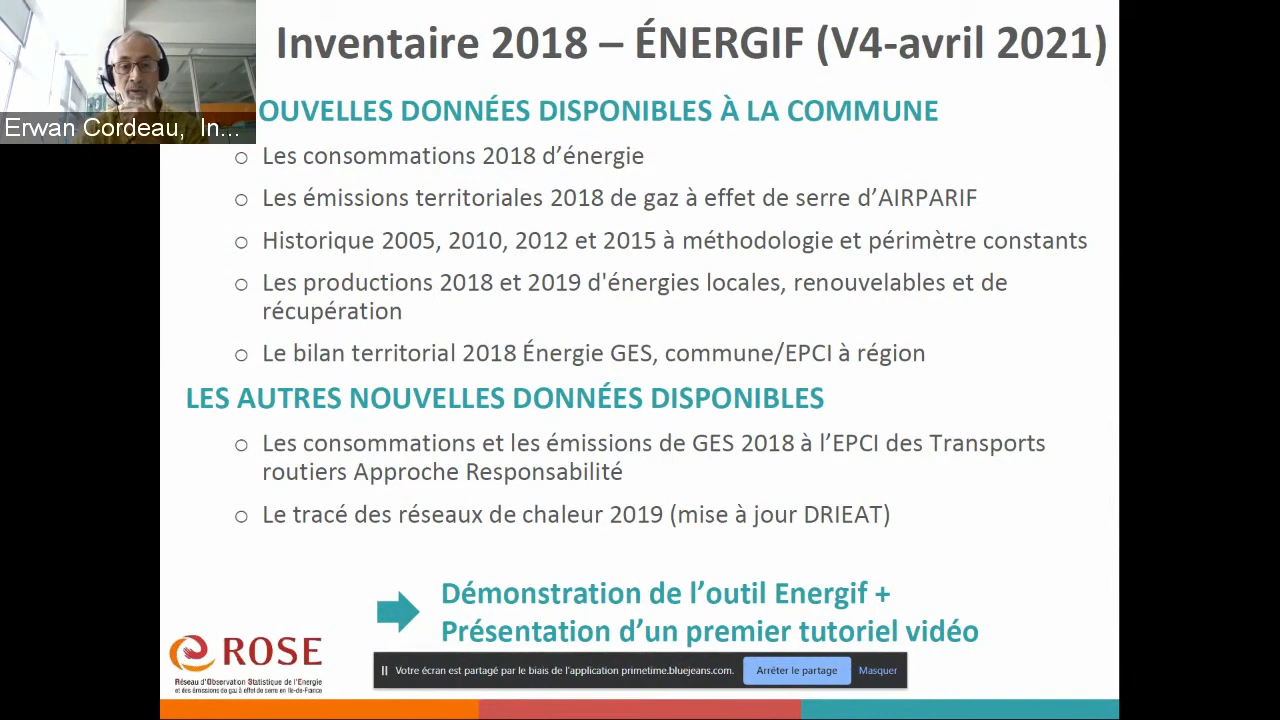 Inventaire 2018 – ÉNERGIF (V4-avril 2021)
Erwan Cordeau, In...
OUVELLES DONNÉES DISPONIBLES À LA COMMUNE
o Les consommations 2018 d’énergie
o Les émissions territoriales 2018 de gaz à effet de serre d’AIRPARIF
o Historique 2005, 2010, 2012 et 2015 à méthodologie et périmètre constants
o Les productions 2018 et 2019 d'énergies locales, renouvelables et de
récupération
o Le bilan territorial 2018 Énergie GES, commune/EPCI à région
LES AUTRES NOUVELLES DONNÉES DISPONIBLES
o Les consommations et les émissions de GES 2018 à l’EPCI des Transports
routiers Approche Responsabilité
o Le tracé des réseaux de chaleur 2019 (mise à jour DRIEAT)
Démonstration de l’outil Energif +
Présentation d’un premier tutoriel vidéo
ROSE
Réseau d'Observation Statistique de l'Energie
et des émissions de gaz à effet de serre en Ile-de-France
Votre écran est partagé par le biais de l'application primetime.bluejeans.com.
Arrêter le partage
Masquer